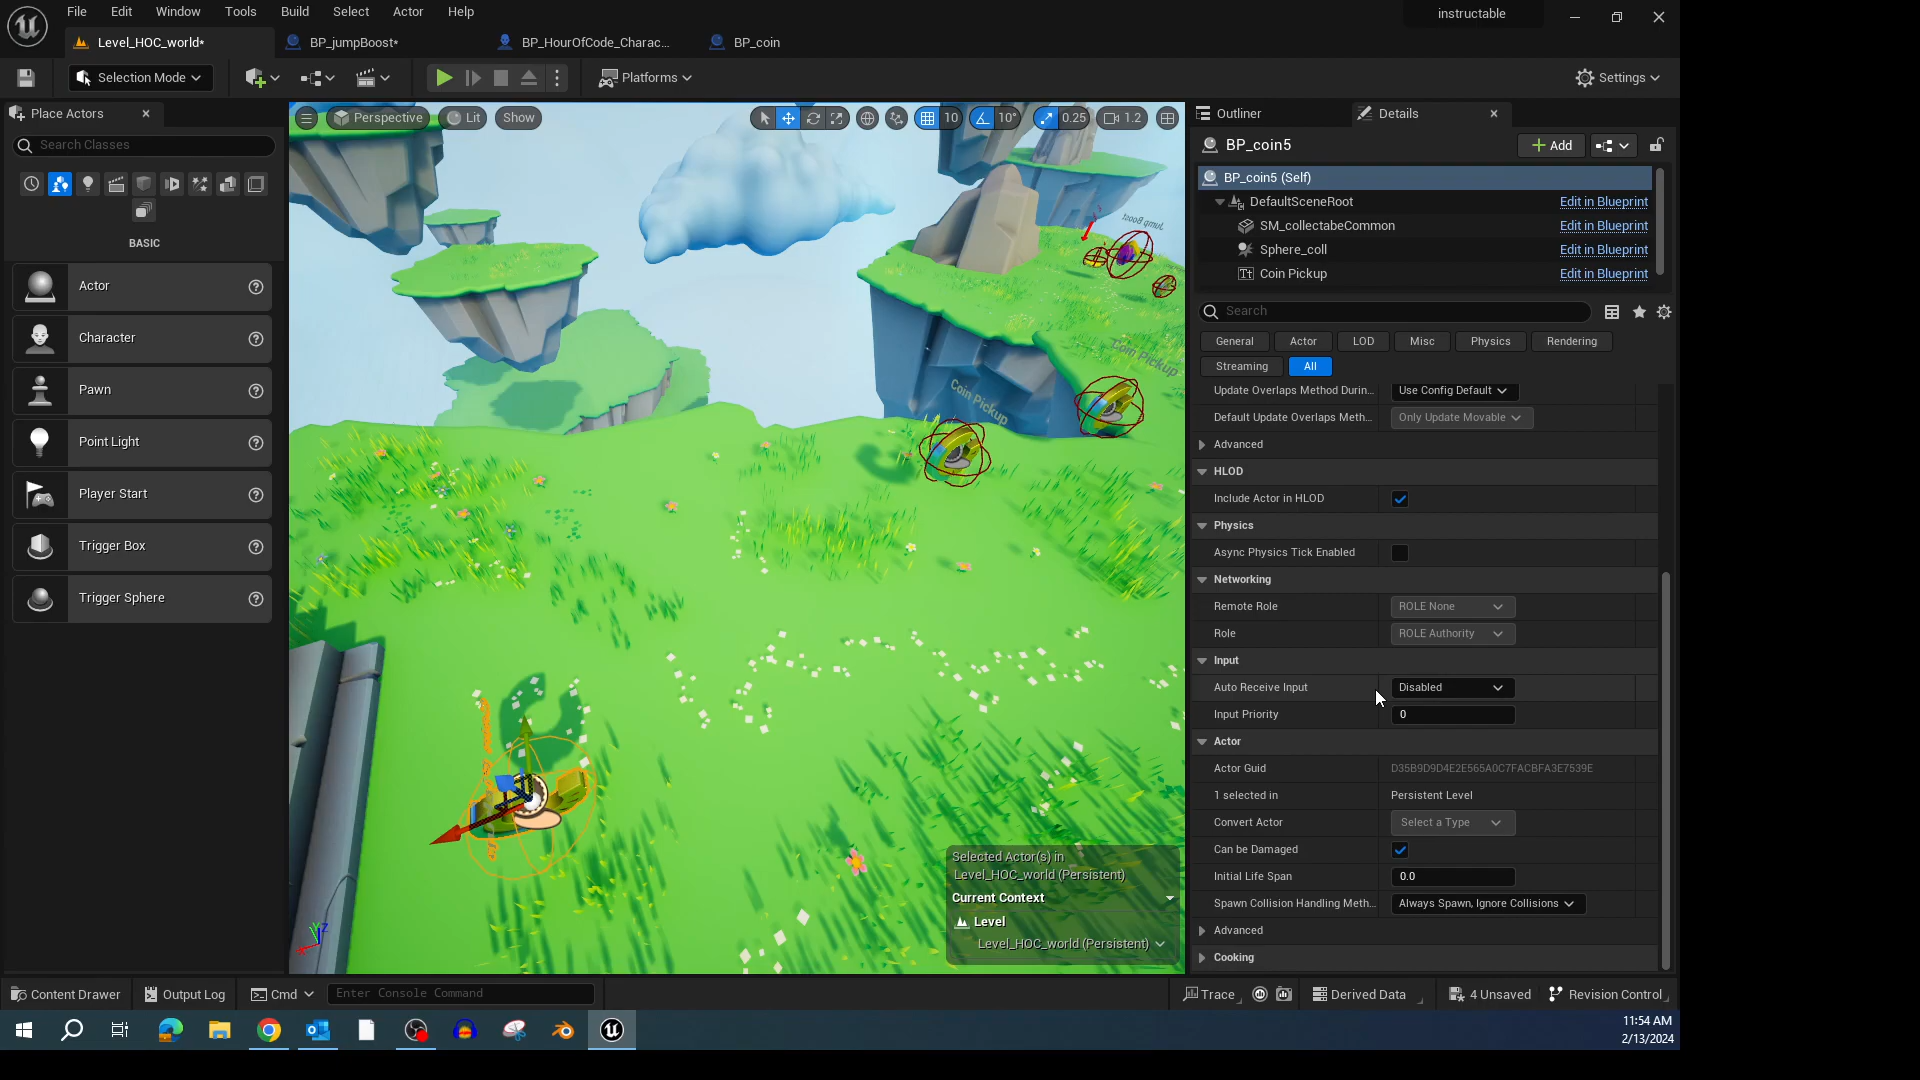 File Edit Window Tools Build Select Actor Help
instructable
Level_HOC_world*
BP_jumpBoost*
BP_HourOfCode_Charac...
BP_coin
Selection Mode
Platforms
Settings
Place Actors
Search Classes
BASIC
Actor
Character
Pawn
Point Light
Player Start
Trigger Box
Trigger Sphere
Perspective
Lit
Show
10
10°
0.25
1.2
Jump Boost
Coin Pickup
Coin Pickup
Selected Actor(s) in
Level_HOC_world (Persistent)
Current Context
Level
Level_HOC_world (Persistent)
Outliner
Details
BP_coin5
Add
BP_coin5 (Self)
DefaultSceneRoot Edit in Blueprint
SM_collectabeCommon Edit in Blueprint
Sphere_coll Edit in Blueprint
Coin Pickup Edit in Blueprint
Search
General Actor LOD Misc Physics Rendering
Streaming All
Update Overlaps Method Durin... Use Config Default
Default Update Overlaps Meth... Only Update Movable
Advanced
HLOD
Include Actor in HLOD
Physics
Async Physics Tick Enabled
Networking
Remote Role ROLE None
Role ROLE Authority
Input
Auto Receive Input Disabled
Input Priority 0
Actor
Actor Guid D35B9D9D4E2E565A0C7FACBFA3E7539E
1 selected in Persistent Level
Convert Actor Select a Type
Can be Damaged
Initial Life Span 0.0
Spawn Collision Handling Meth... Always Spawn, Ignore Collisions
Advanced
Cooking
Content Drawer
Output Log
Cmd
Enter Console Command
Trace
Derived Data
4 Unsaved
Revision Control
11:54 AM
2/13/2024